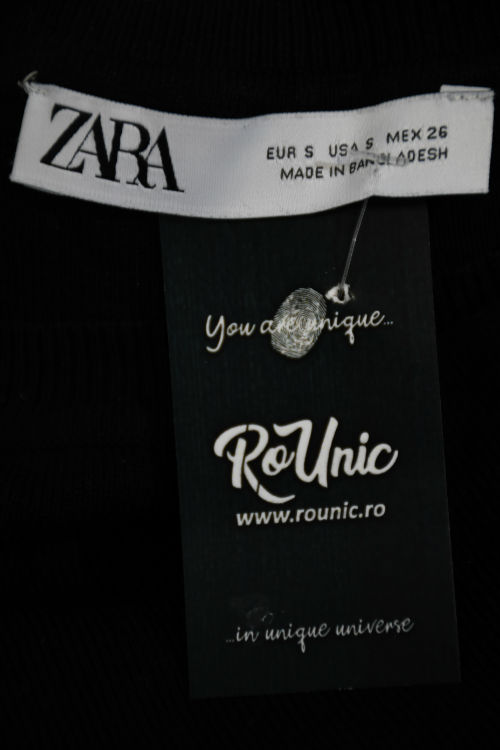 ZARA
EUR S USA S MEX 26
MADE IN BANGLADESH
You are unique...
RoUnic
www.rounic.ro
...in unique universe